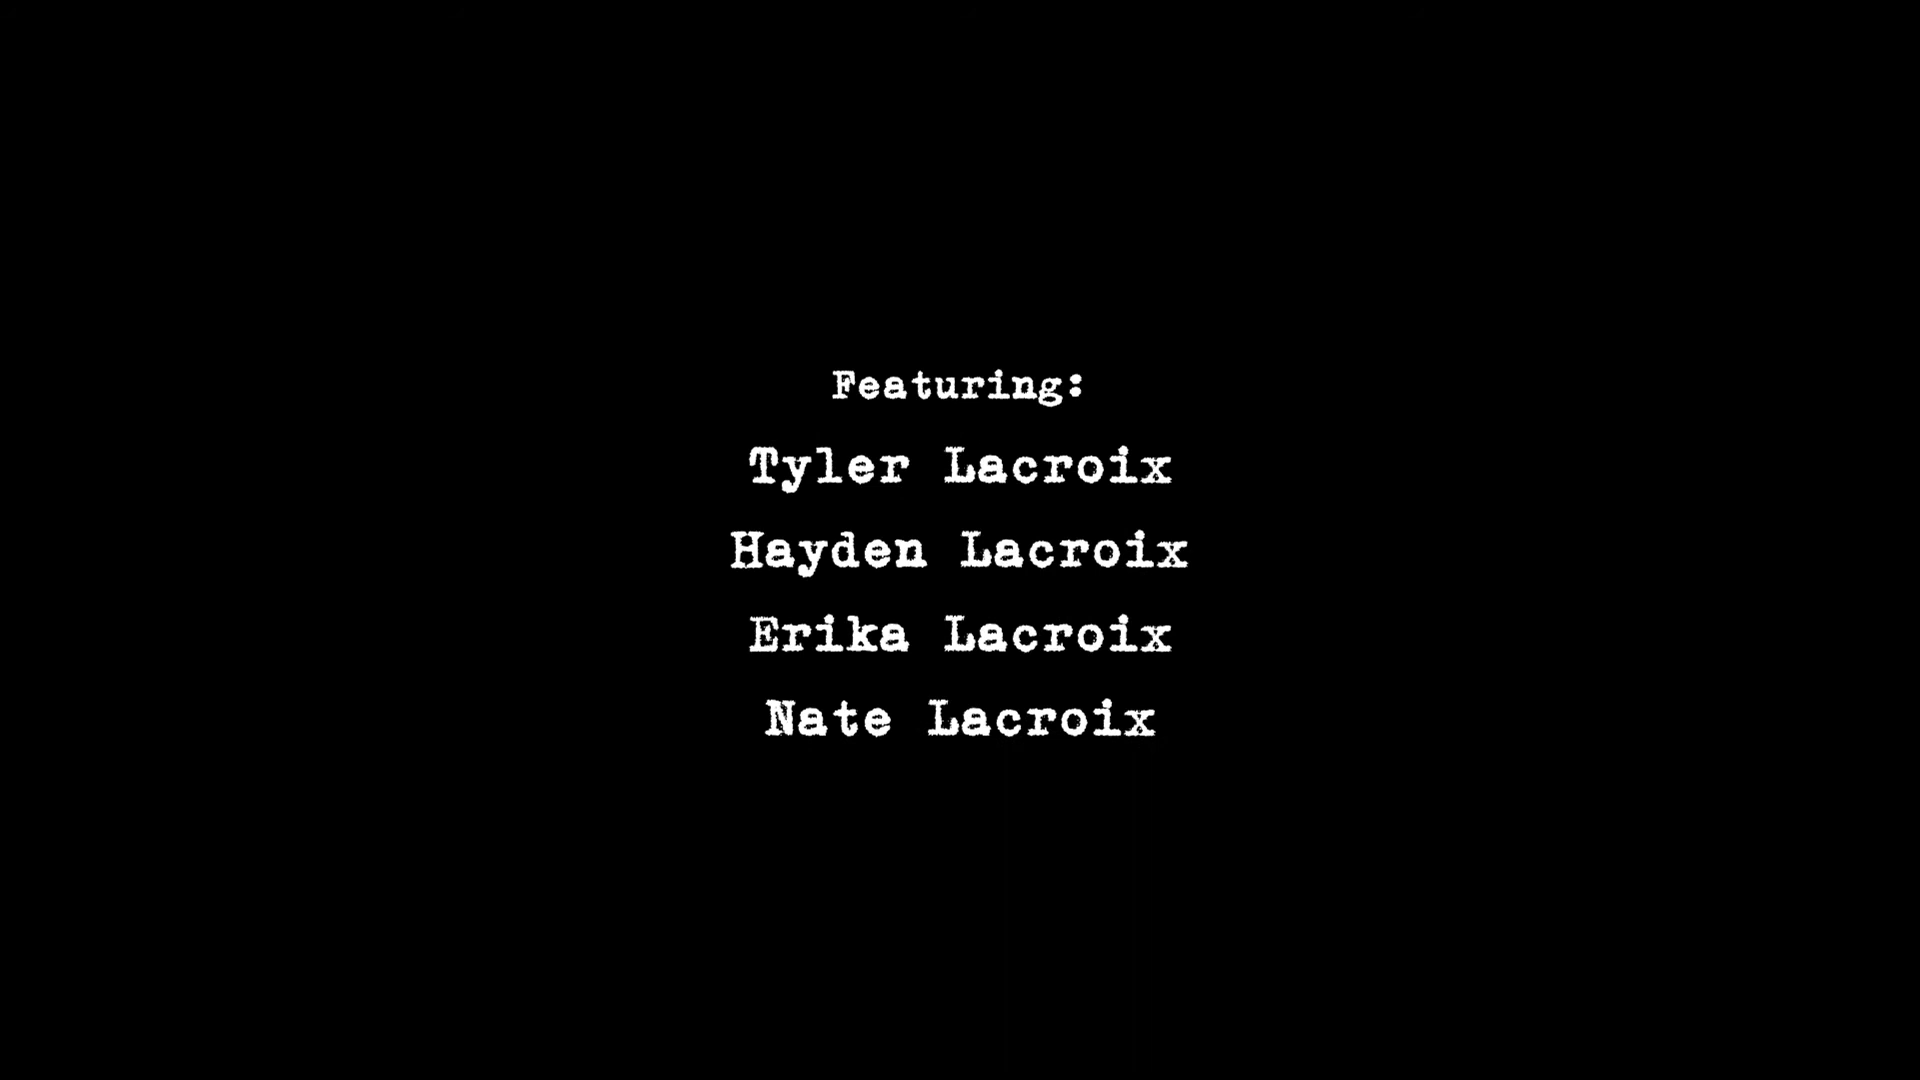 Featuring:
Tyler Lacroix
Hayden Lacroix
Erika Lacroix
Nate Lacroix